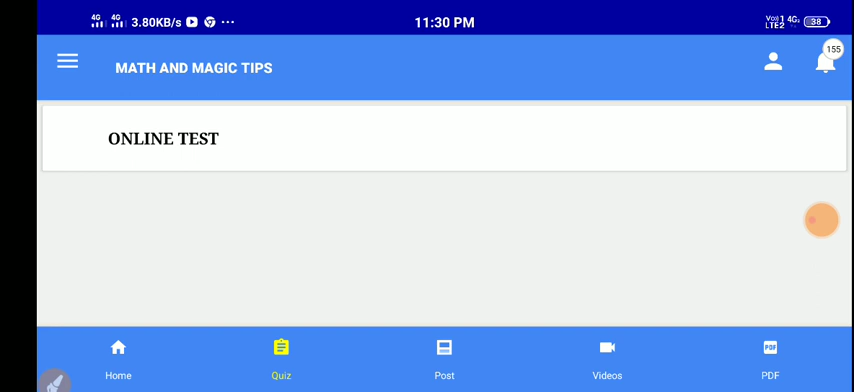 4G 4G 3.80KB/s 11:30 PM 1 4G LTE2 38
155
MATH AND MAGIC TIPS
ONLINE TEST
PDF
Home Quiz Post Videos PDF